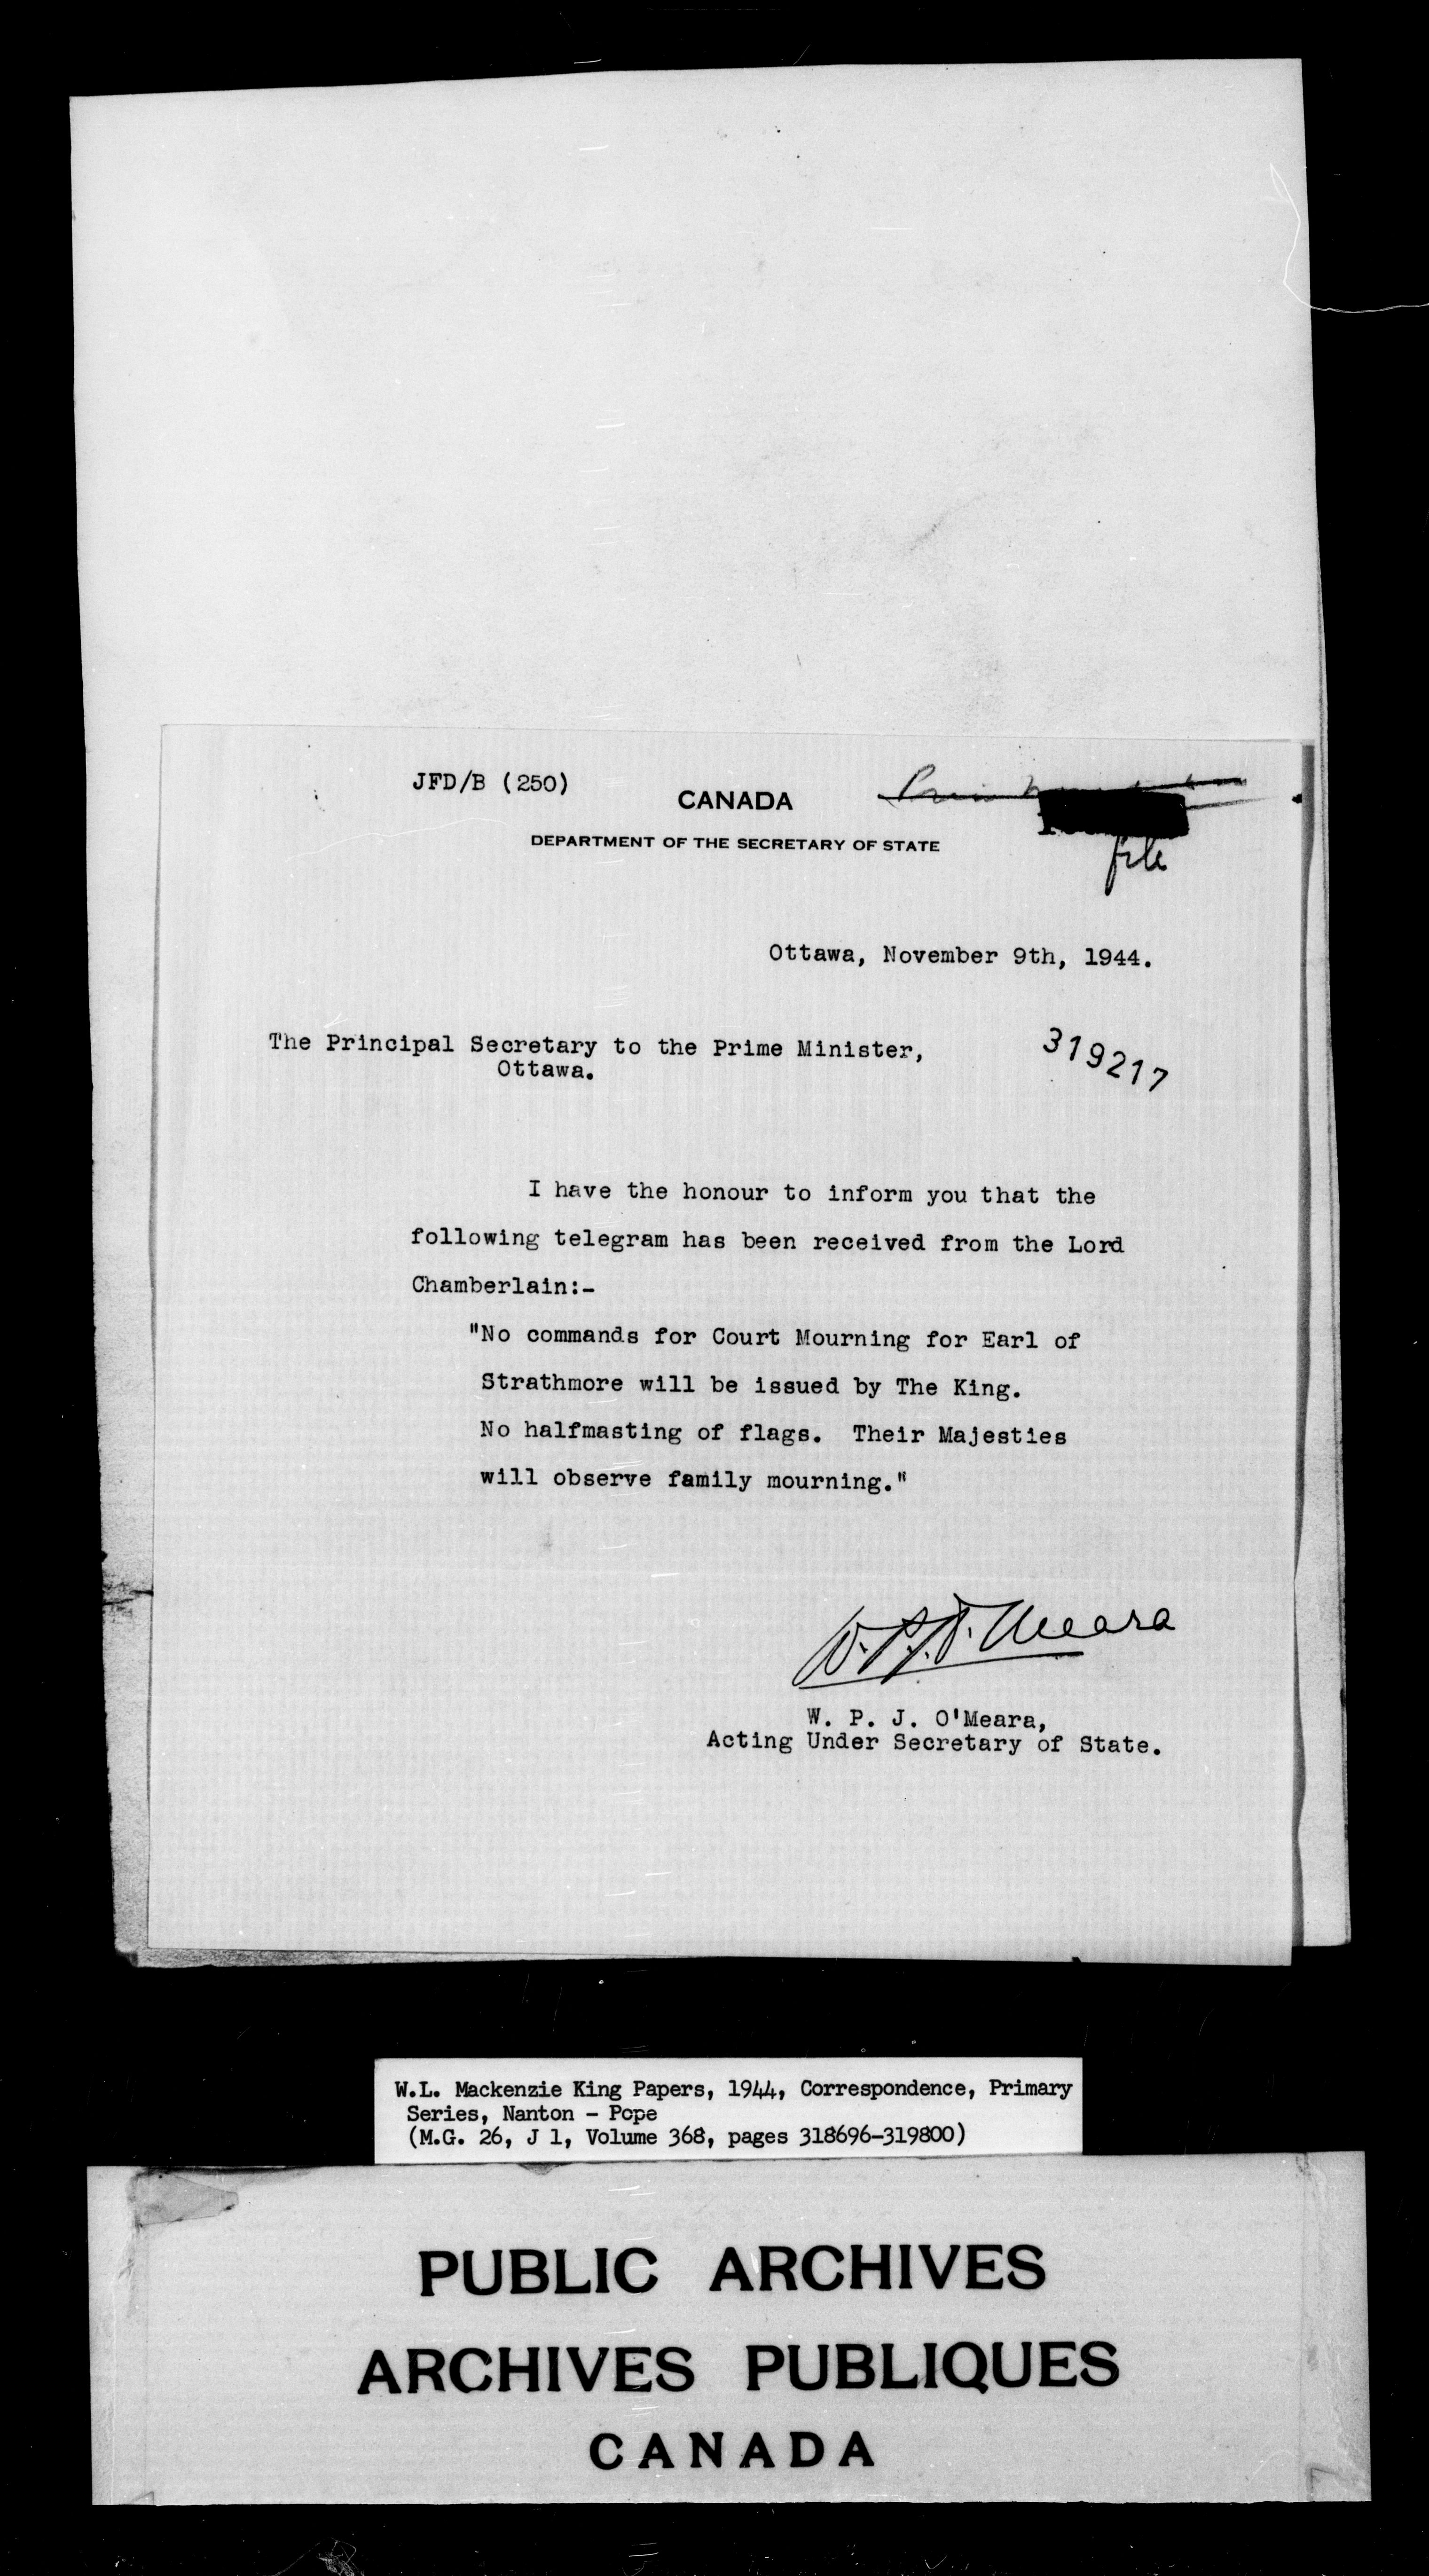 JFD/B (250)
CANADA
DEPARTMENT OF THE SECRETARY OF STATE
file
Ottawa, November 9th, 1944.
The Principal Secretary to the Prime Minister,
Ottawa.
319217
I have the honour to inform you that the
following telegram has been received from the Lord
Chamberlain:-
"No commands for Court Mourning for Earl of
Strathmore will be issued by The King.
No halfmasting of flags. Their Majesties
will observe family mourning."
W. P. J. O'Meara
W. P. J. O'Meara,
Acting Under Secretary of State.
W.L. Mackenzie King Papers, 1944, Correspondence, Primary
Series, Nanton - Pope
(M.G. 26, J 1, Volume 368, pages 318696-319800)
PUBLIC ARCHIVES
ARCHIVES PUBLIQUES
CANADA